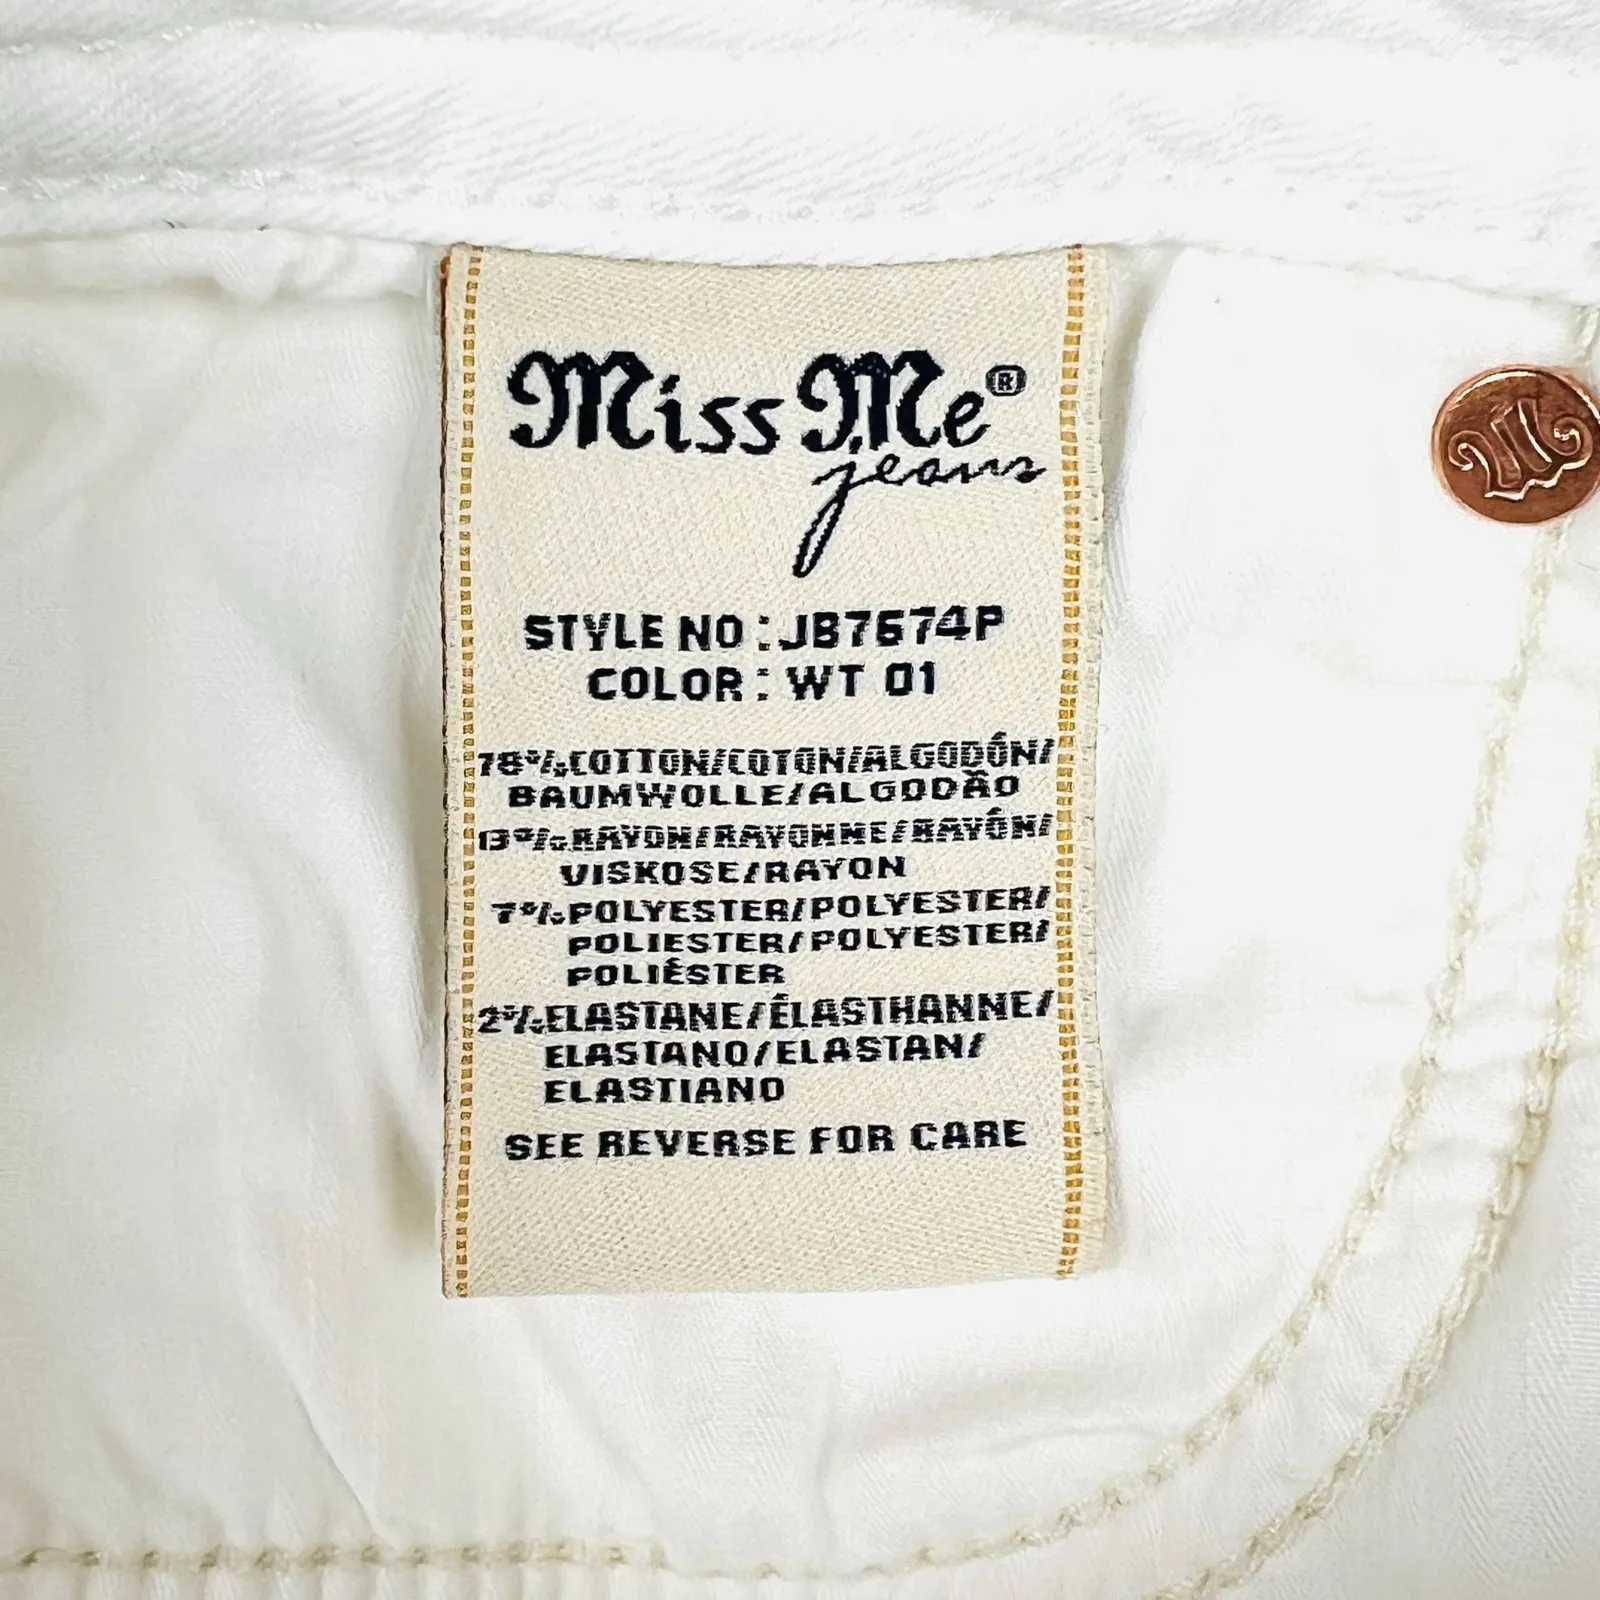 Miss Me®
jeans
STYLE NO : JB7674P
COLOR : WT 01
78% COTTON/COTON/ALGODÓN/
BAUMWOLLE/ALGODÃO
13% RAYON/RAYONNE/RAYÓN/
VISKOSE/RAYON
7% POLYESTER/POLYESTER/
POLIESTER/POLYESTER/
POLIÉSTER
2% ELASTANE/ÉLASTHANNE/
ELASTANO/ELASTAN/
ELASTIANO
SEE REVERSE FOR CARE
M